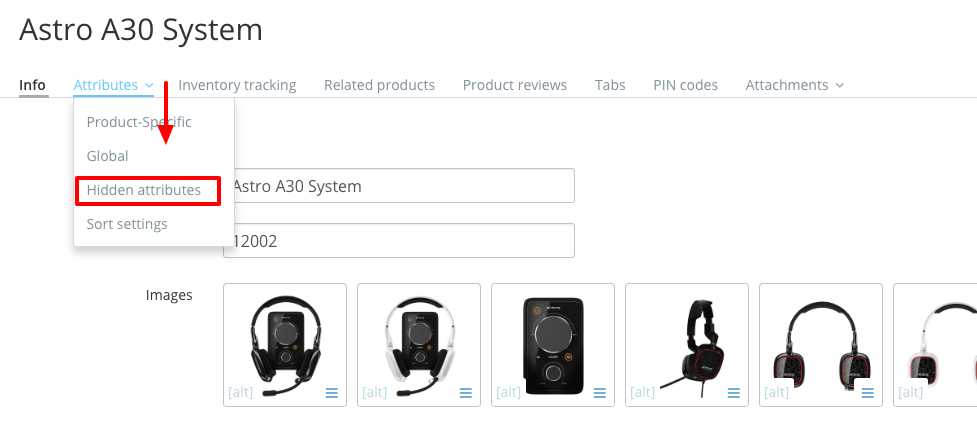 Astro A30 System
Info Attributes Inventory tracking Related products Product reviews Tabs PIN codes Attachments
Product-Specific
Global
Hidden attributes
Sort settings
Astro A30 System
12002
Images
[alt] [alt] [alt] [alt] [alt] [alt]